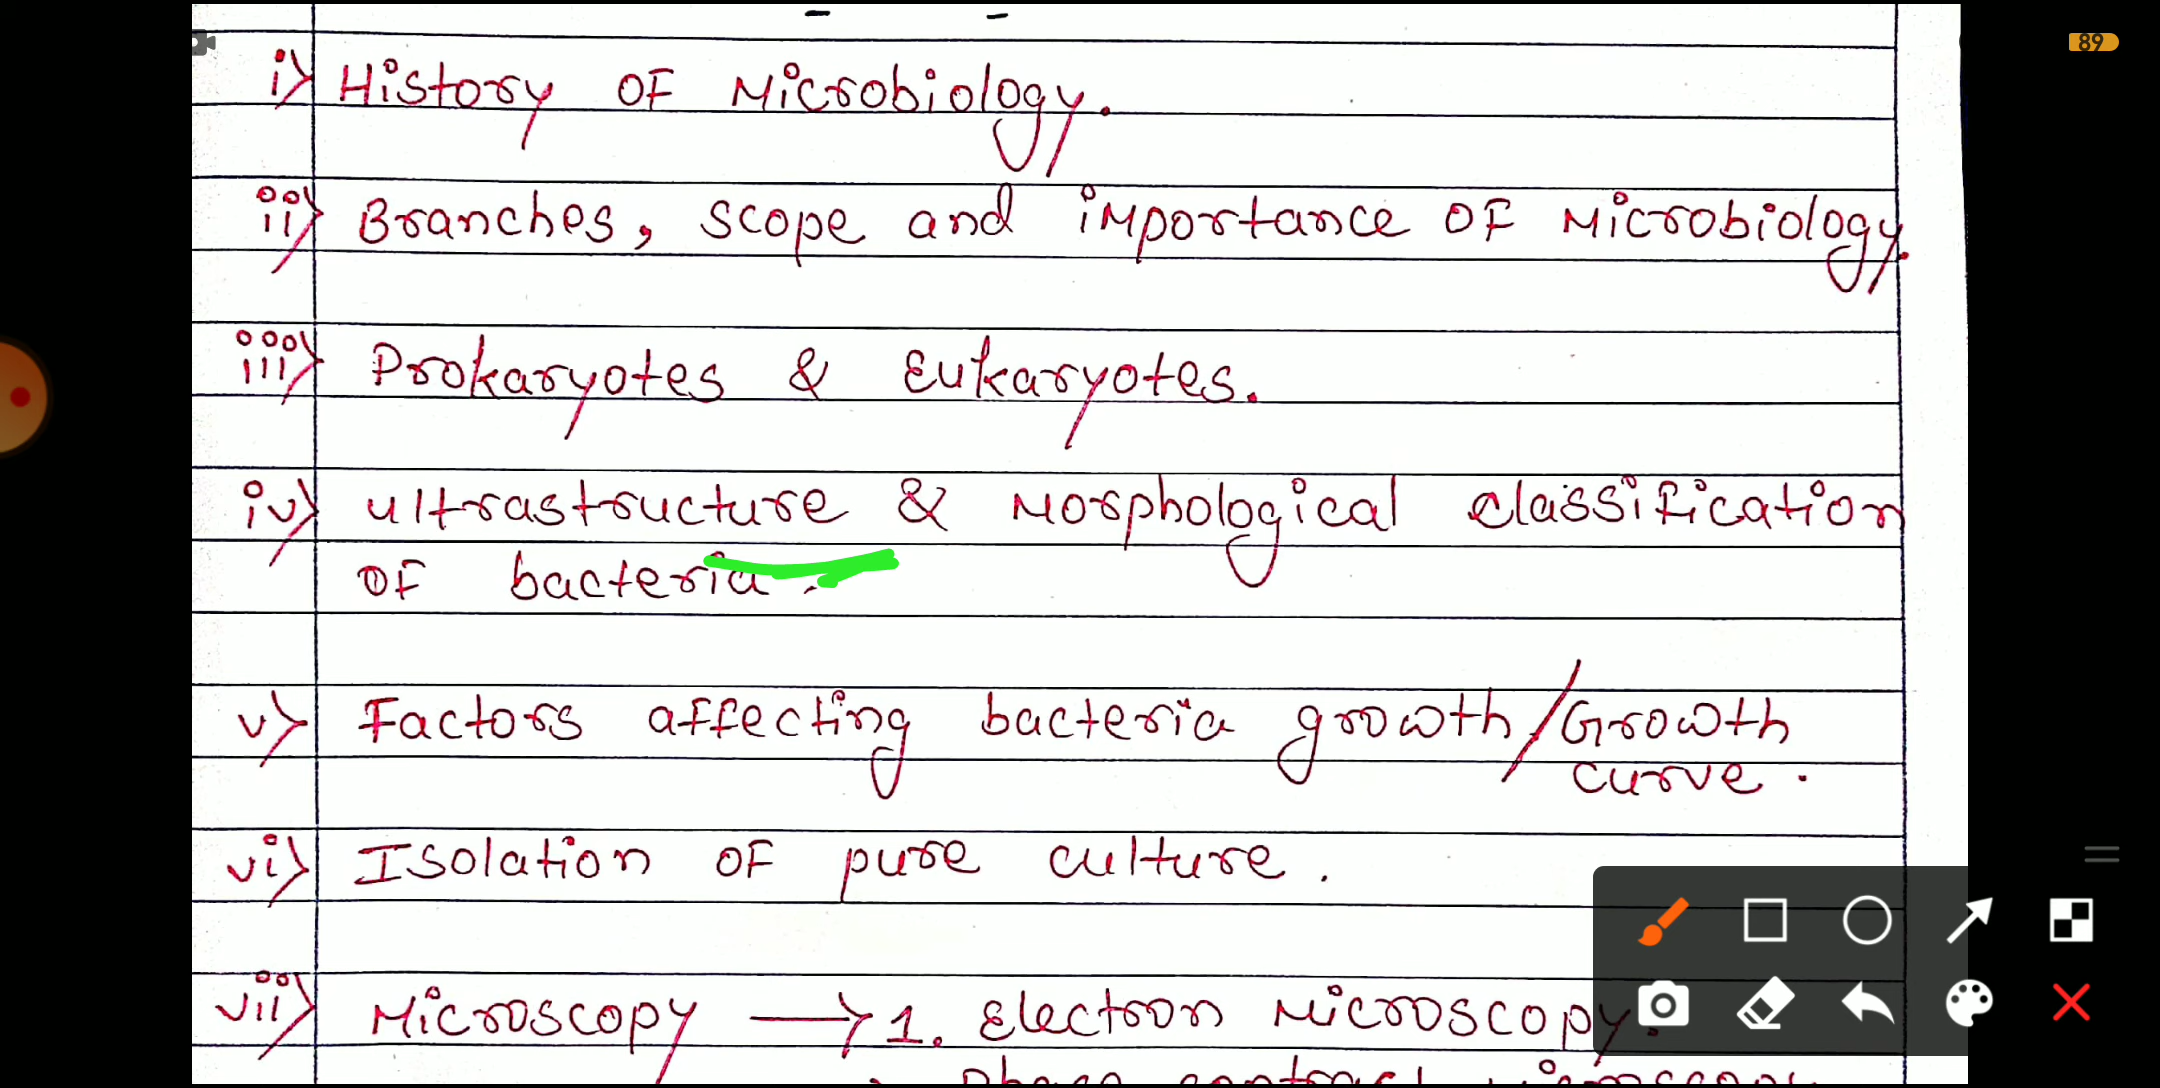 89
i) History OF Microbiology.
ii) Branches, scope and importance OF Microbiology.
iii) Prokaryotes & Eukaryotes.
iv) ultrastructure & Morphological classification
OF bacteria.
v) Factors affecting bacteria growth/Growth
curve.
vi) Isolation OF pure culture.
vii) Microscopy → 1. Electron Microscopy.